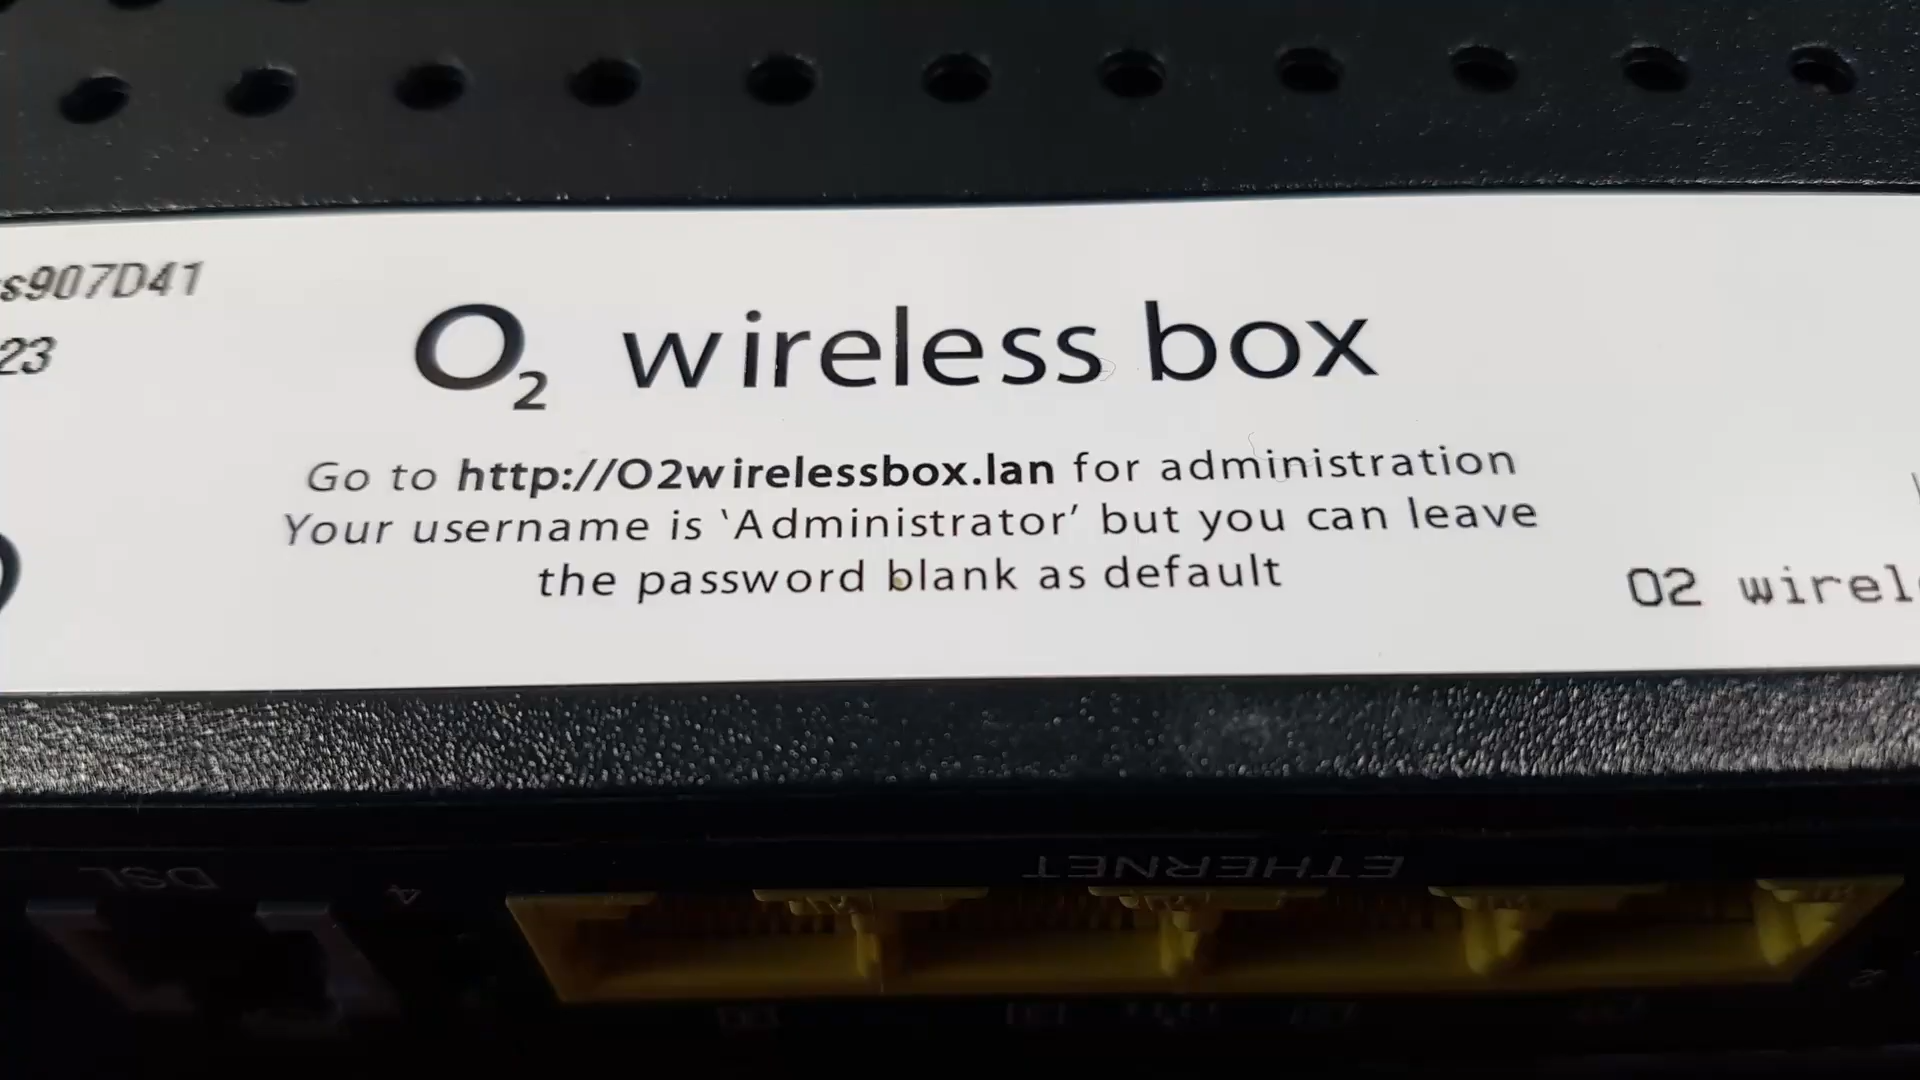 s907D41
23
O2 wireless box
Go to http://O2wirelessbox.lan for administration
Your username is ‘Administrator’ but you can leave
the password blank as default
O2 wirel
DSL
4
ETHERNET